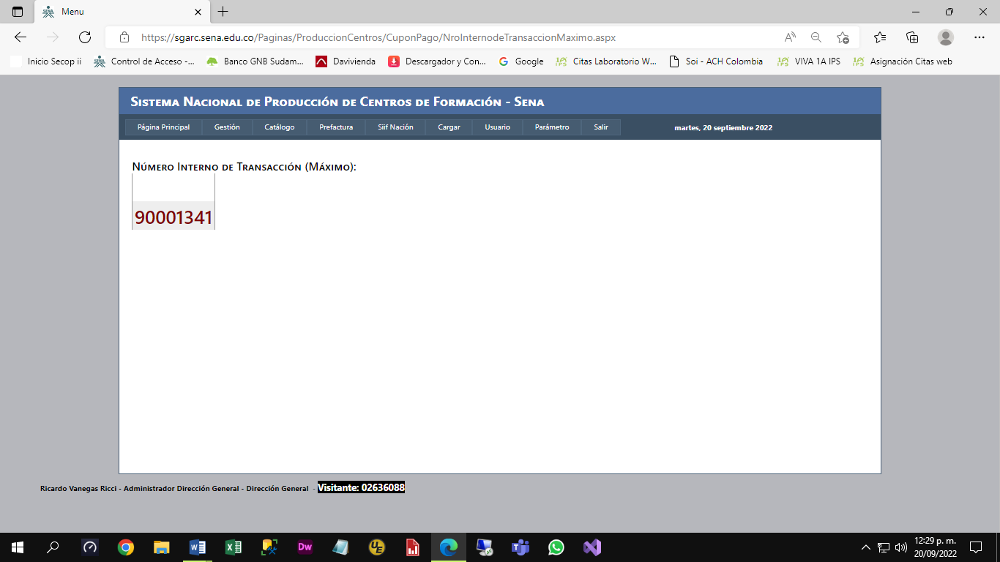 Menu
https://sgarc.sena.edu.co/Paginas/ProduccionCentros/CuponPago/NroInternodeTransaccionMaximo.aspx
Inicio Secop ii Control de Acceso -... Banco GNB Sudam... Davivienda Descargador y Con... Google Citas Laboratorio W... Soi - ACH Colombia VIVA 1A IPS Asignación Citas web
Sistema Nacional de Producción de Centros de Formación - Sena
Página Principal Gestión Catálogo Prefactura Siif Nación Cargar Usuario Parámetro Salir martes, 20 septiembre 2022
Número Interno de Transacción (Máximo):
90001341
Ricardo Vanegas Ricci - Administrador Dirección General - Dirección General - Visitante: 02636088
Dw UE
12:29 p. m.
20/09/2022